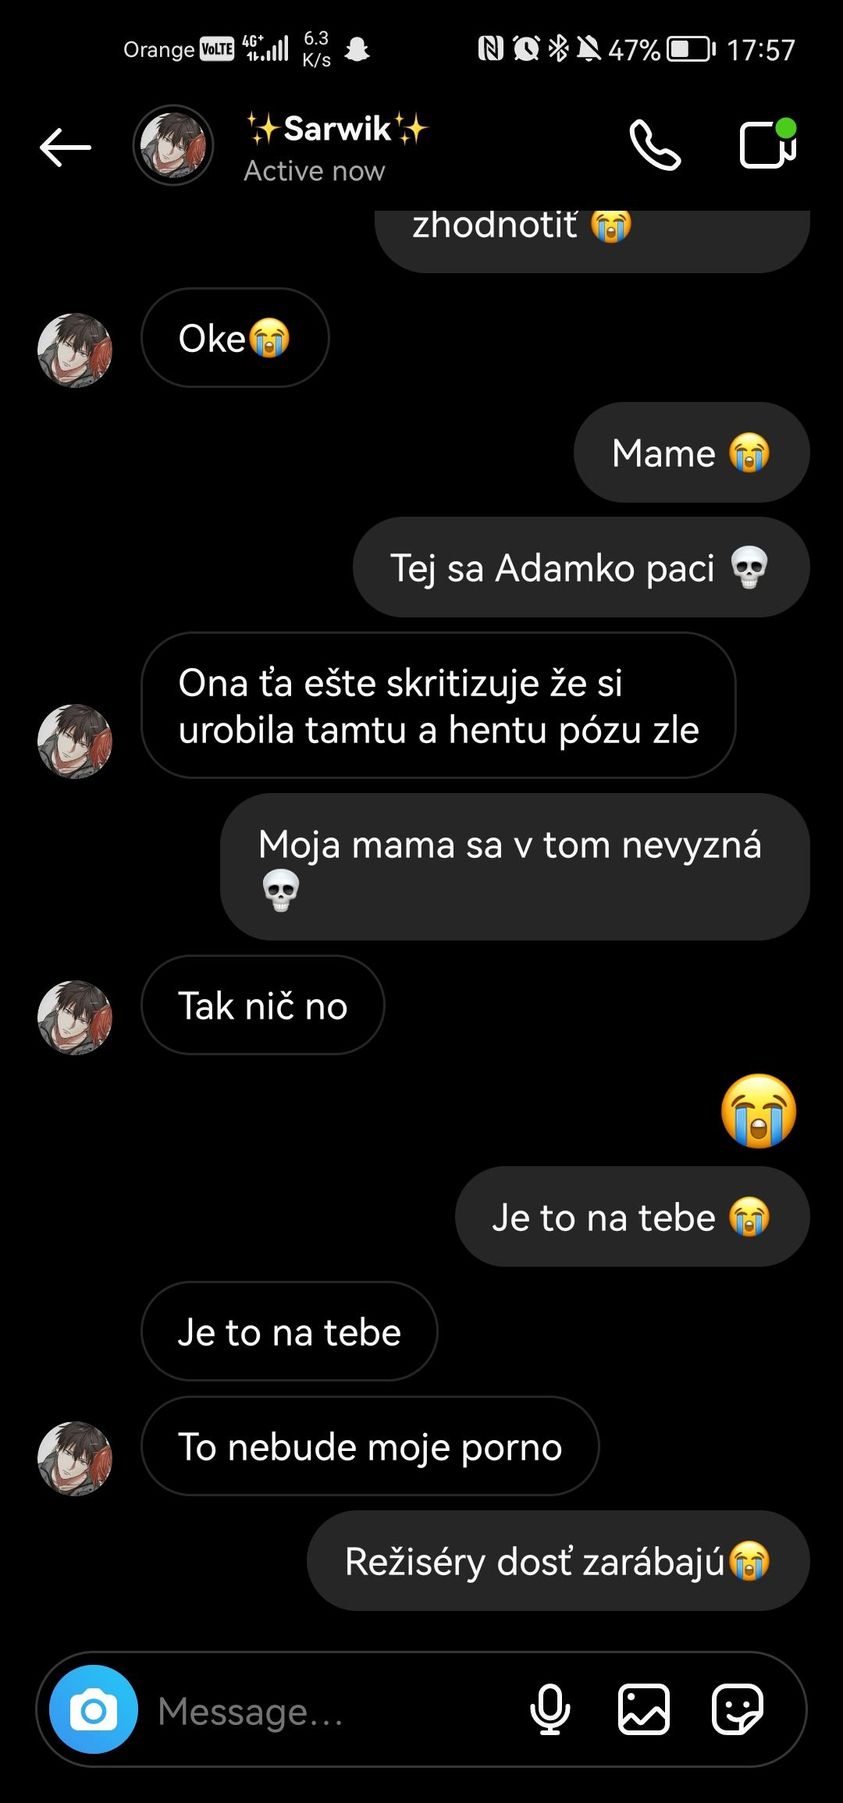 Orange VoLTE 4G+ 6.3 K/s 47% 17:57
✨Sarwik✨
Active now
zhodnotiť 😭
Oke😭
Mame 😭
Tej sa Adamko paci 💀
Ona ťa ešte skritizuje že si
urobila tamtu a hentu pózu zle
Moja mama sa v tom nevyzná
💀
Tak nič no
😭
Je to na tebe 😭
Je to na tebe
To nebude moje porno
Režiséry dosť zarábajú😭
Message...